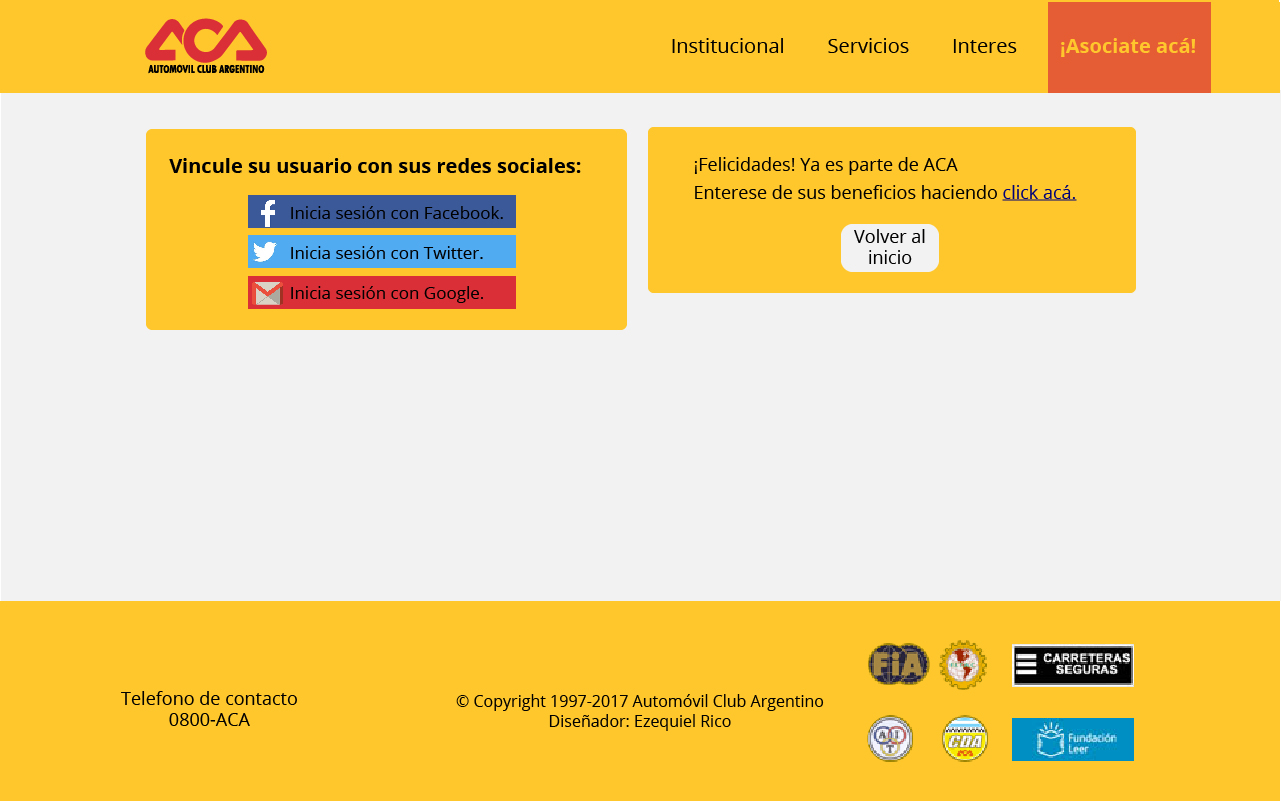 ACA
AUTOMOVIL CLUB ARGENTINO
Institucional
Servicios
Interes
¡Asociate acá!
Vincule su usuario con sus redes sociales:
Inicia sesión con Facebook.
Inicia sesión con Twitter.
Inicia sesión con Google.
¡Felicidades! Ya es parte de ACA
Enterese de sus beneficios haciendo click acá.
Volver al
inicio
Telefono de contacto
0800-ACA
© Copyright 1997-2017 Automóvil Club Argentino
Diseñador: Ezequiel Rico
FiA
CARRETERAS
SEGURAS
AIT
CDA
Fundación
Leer